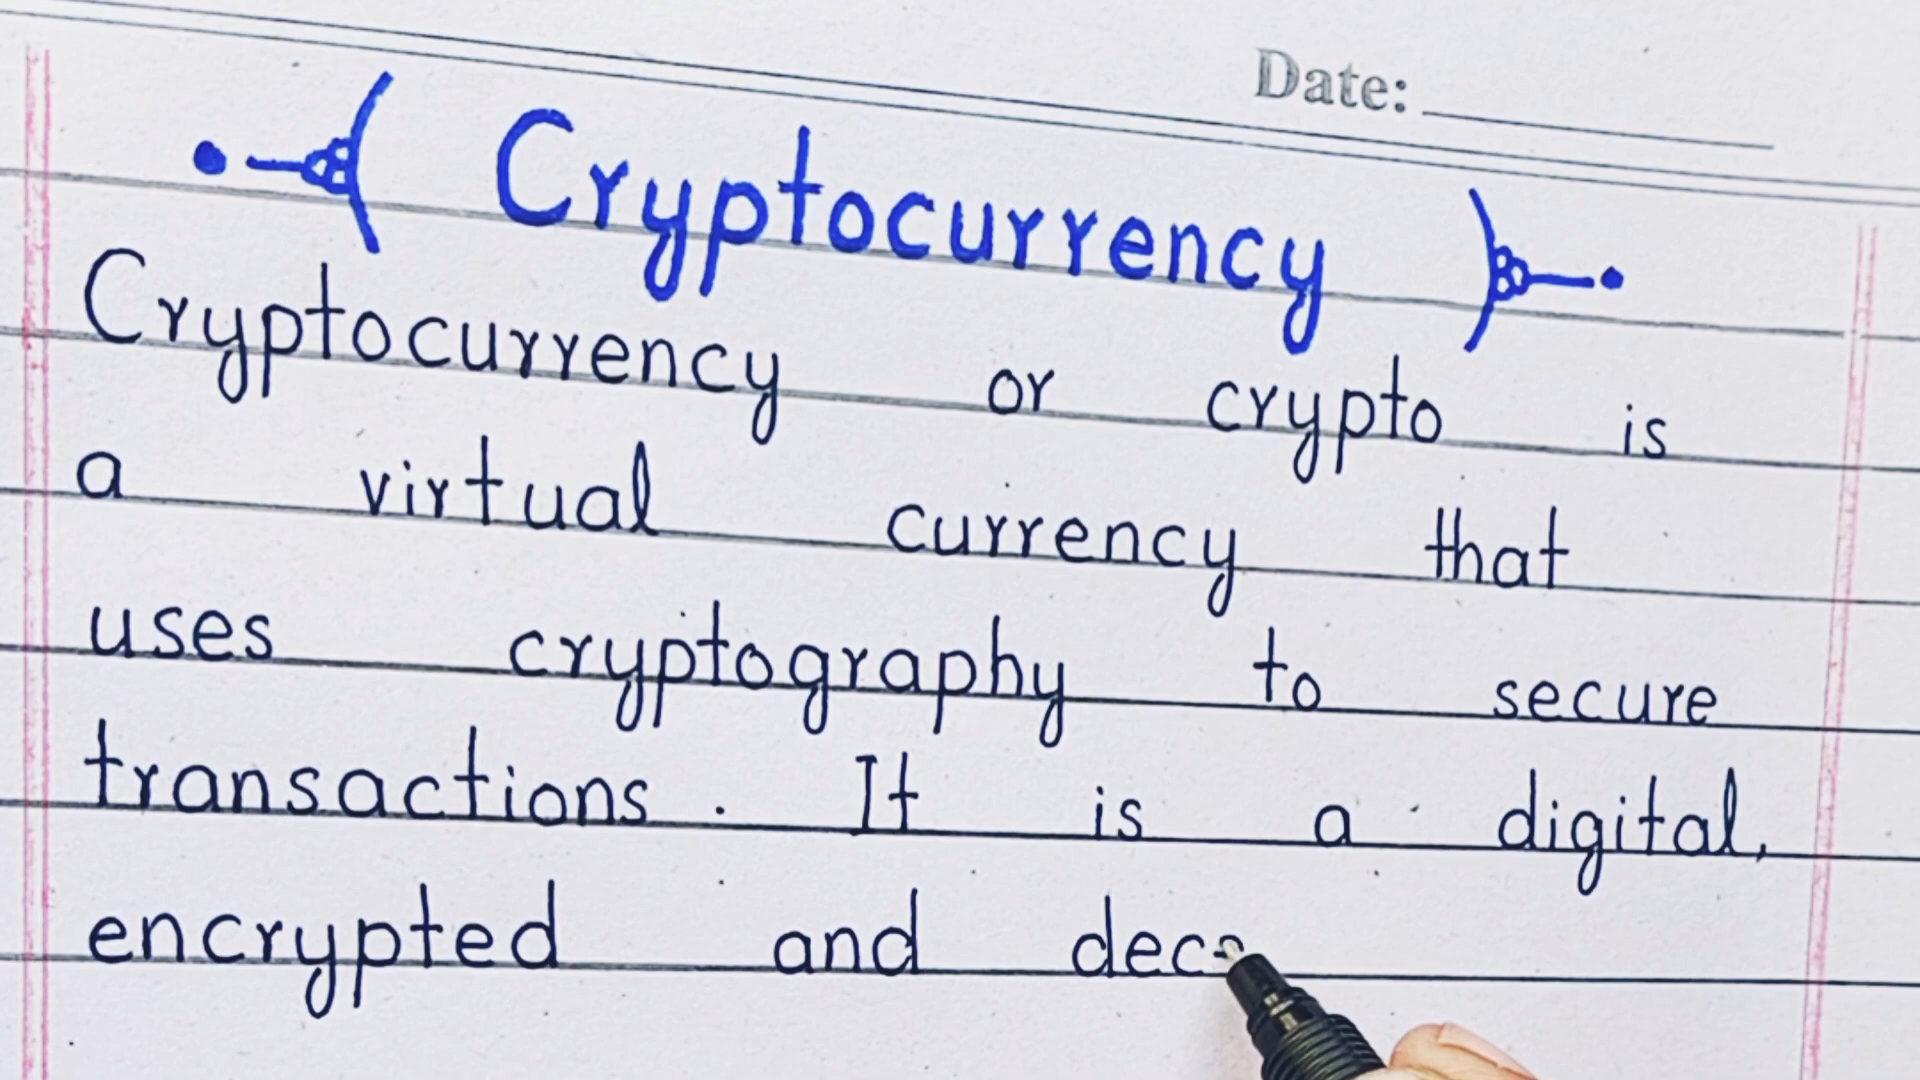 Date:
Cryptocurrency
Cryptocurrency or crypto is
a virtual currency that
uses cryptography to secure
transactions. It is a digital,
encrypted and